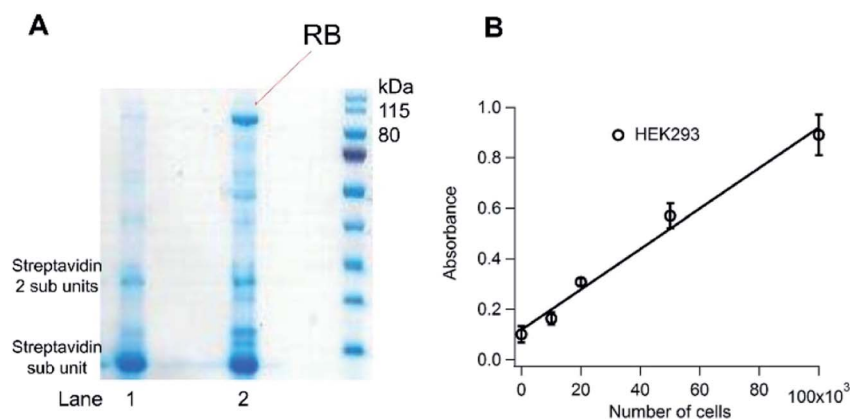 A
RB
kDa
115
80
Streptavidin
2 sub units
Streptavidin
sub unit
Lane 1 2
B
1.0
0.8
0.6
0.4
0.2
0.0
Absorbance
HEK293
0 20 40 60 80 100x10³
Number of cells